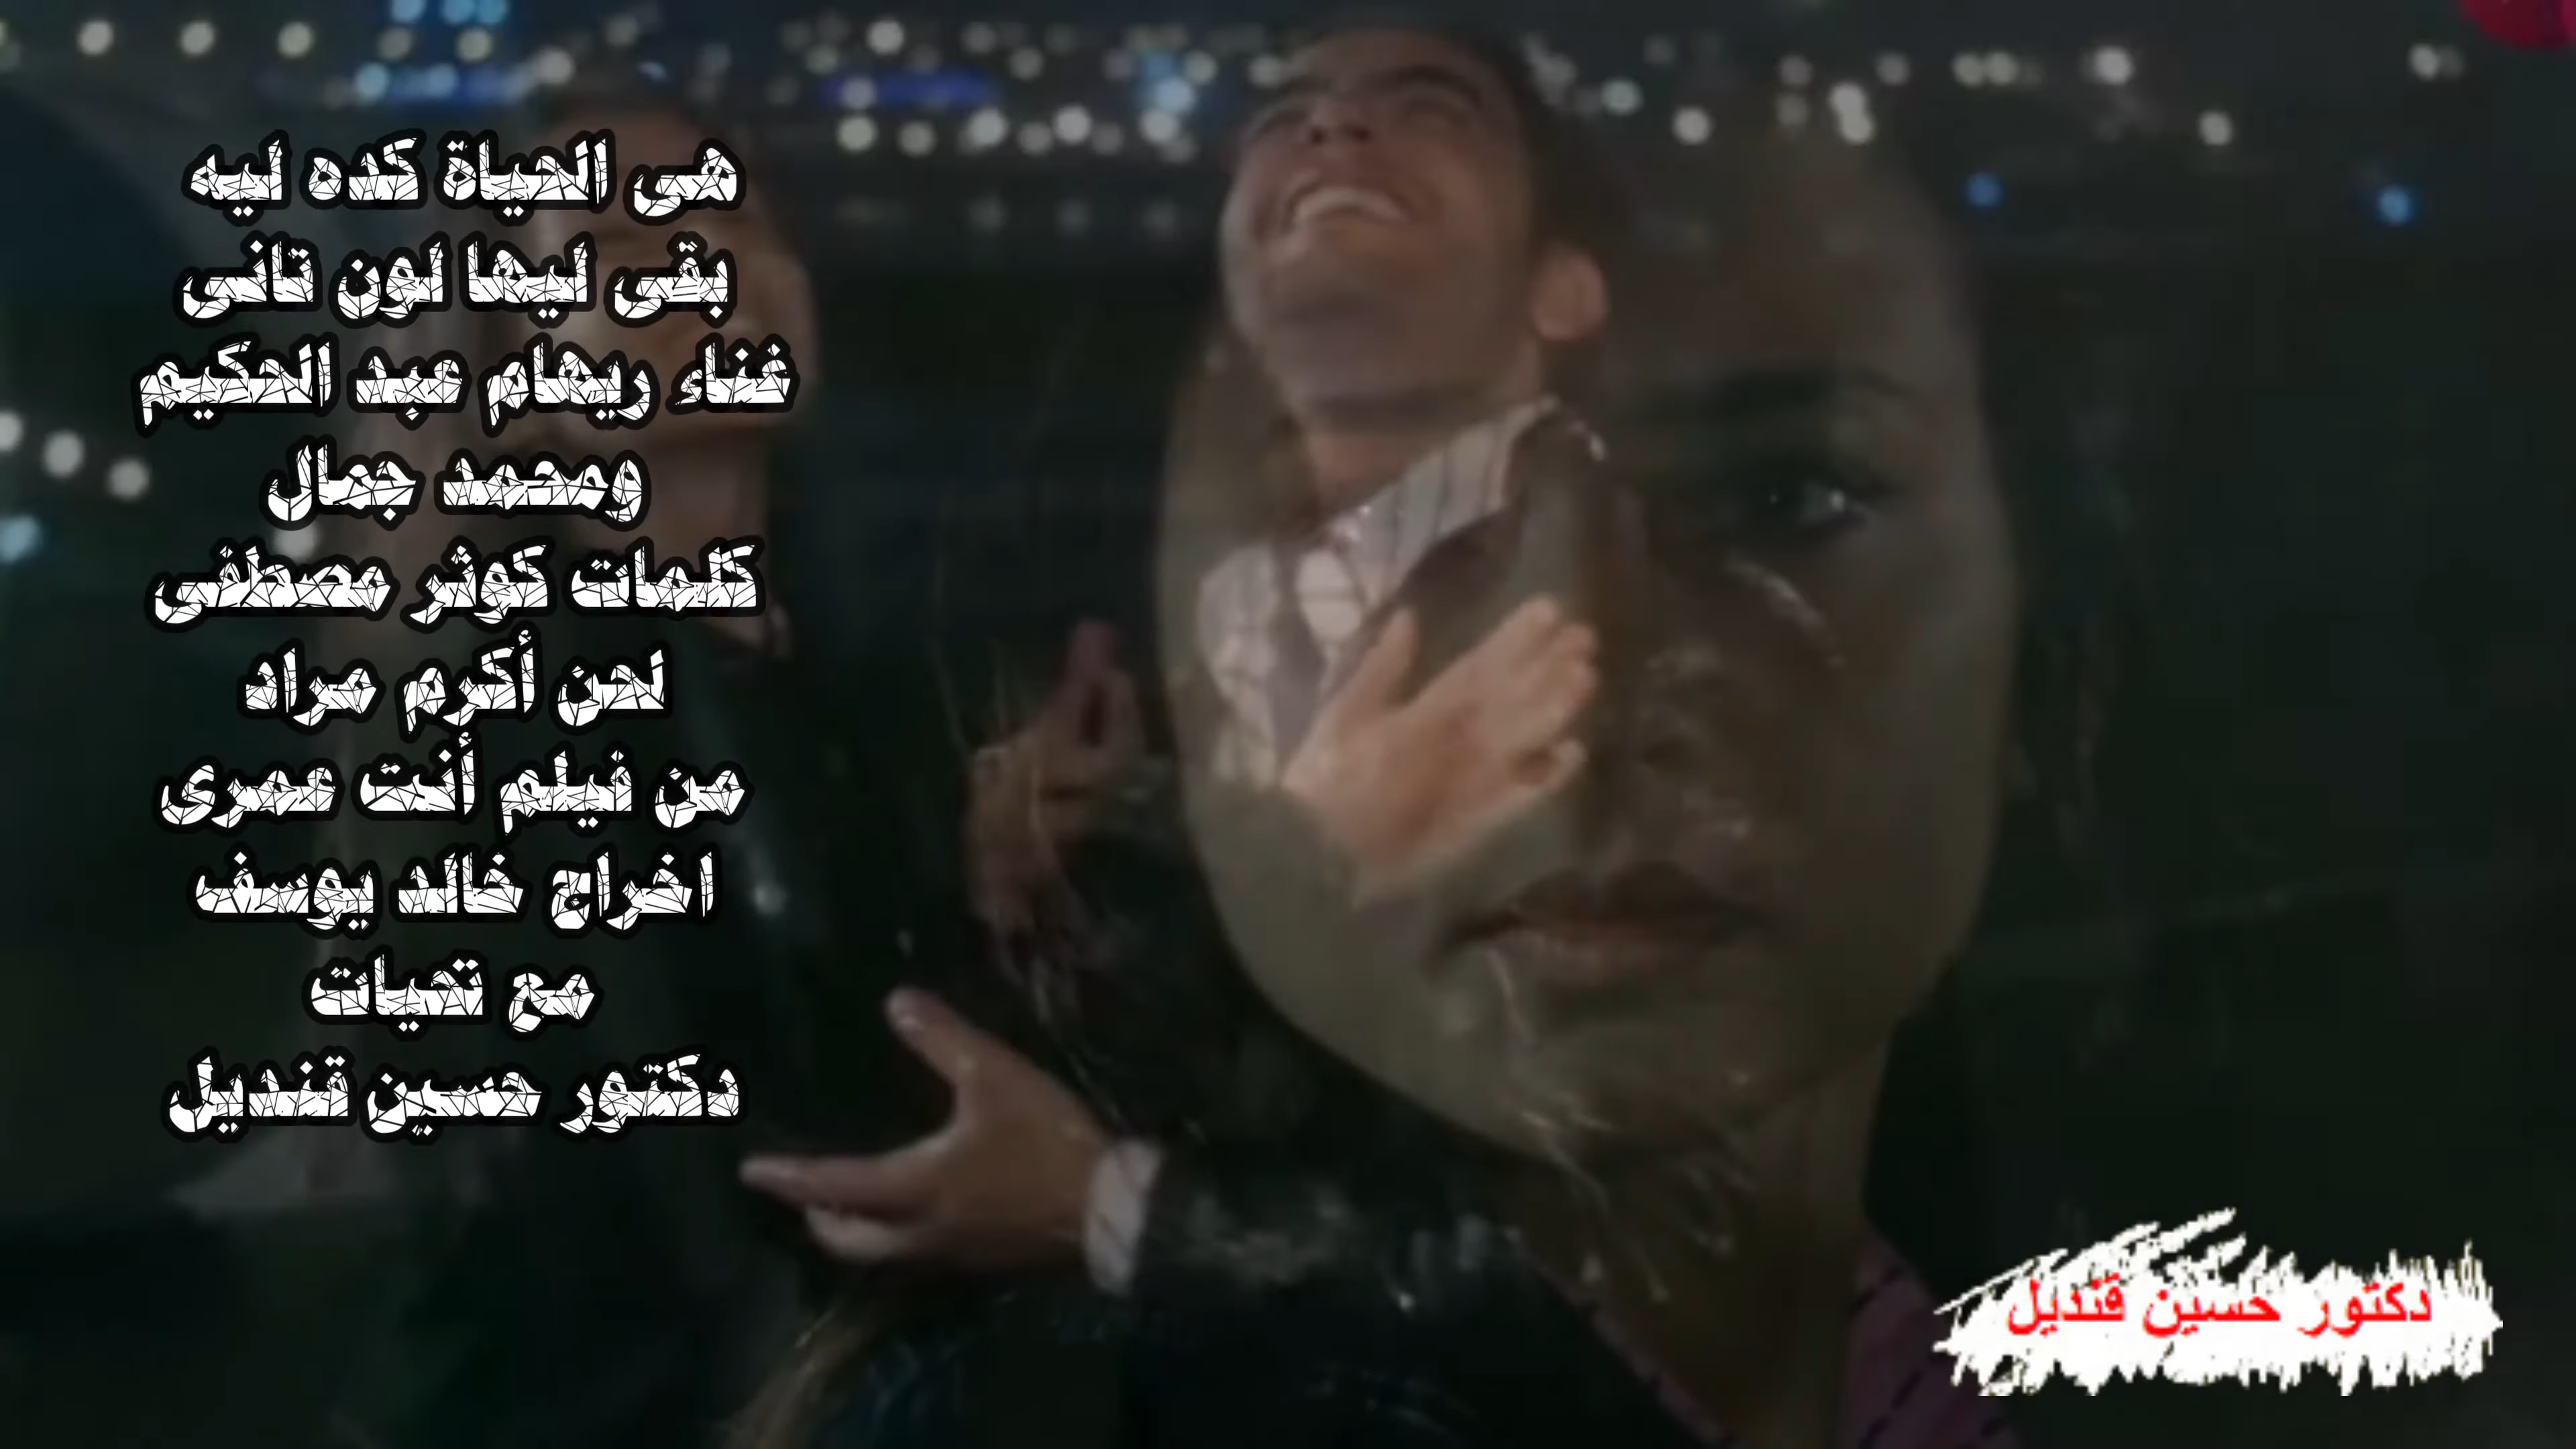 هى الحياة كده ليه
بقى ليها لون تانى
غناء ريهام عبد الحكيم
ومحمد جمال
كلمات كوثر مصطفى
لحن أكرم مراد
من فيلم أنت عمرى
اخراج خالد يوسف
مع تحيات
دكتور حسين قنديل
دكتور حسين قنديل